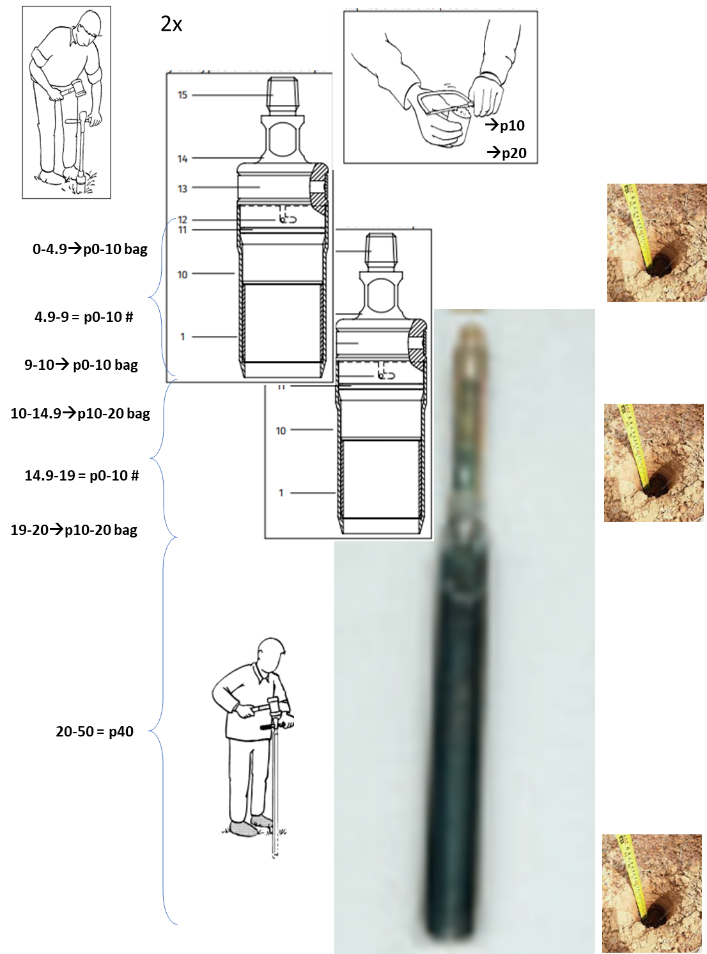 2x
15
14
13
12
11
10
1
→p10
→p20
0-4.9→p0-10 bag
4.9-9 = p0-10 #
9-10→ p0-10 bag
10-14.9→p10-20 bag
14.9-19 = p0-10 #
19-20→p10-20 bag
11
10
1
20-50 = p40